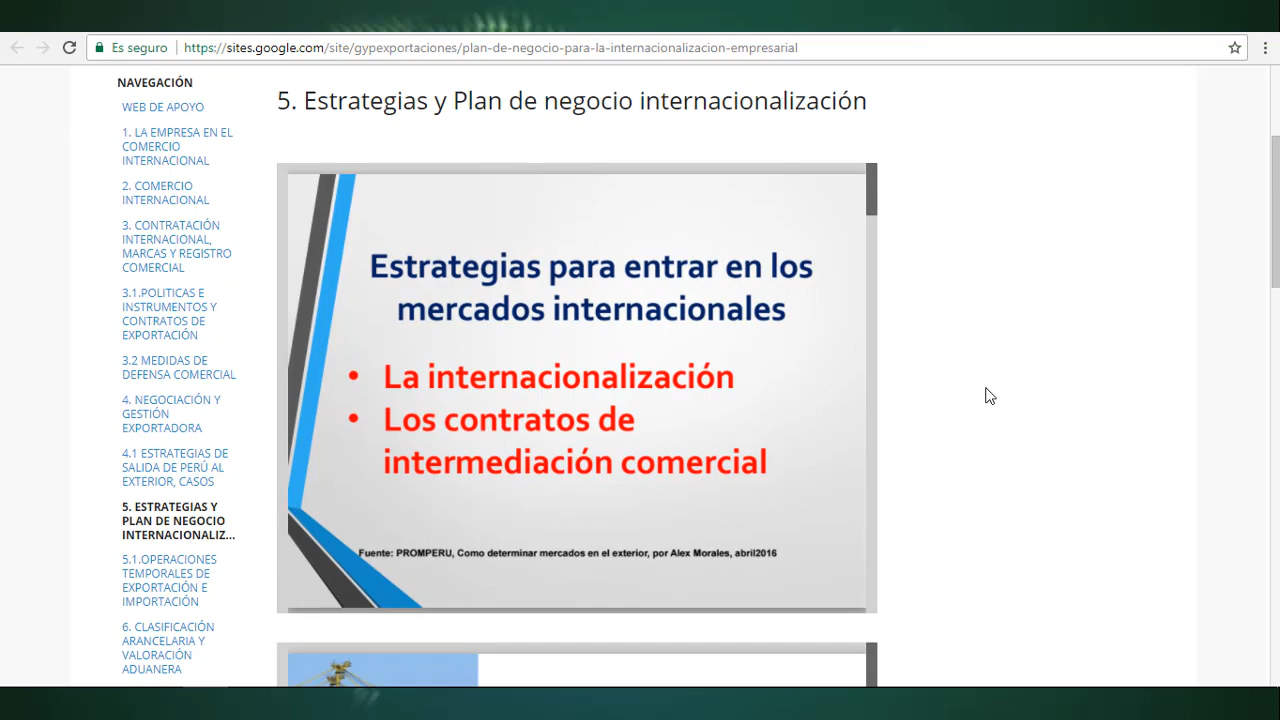 Es seguro
https://sites.google.com/site/gypexportaciones/plan-de-negocio-para-la-internacionalizacion-empresarial
NAVEGACIÓN
WEB DE APOYO
1. LA EMPRESA EN EL
COMERCIO
INTERNACIONAL
2. COMERCIO
INTERNACIONAL
3. CONTRATACIÓN
INTERNACIONAL,
MARCAS Y REGISTRO
COMERCIAL
3.1.POLITICAS E
INSTRUMENTOS Y
CONTRATOS DE
EXPORTACIÓN
3.2 MEDIDAS DE
DEFENSA COMERCIAL
4. NEGOCIACIÓN Y
GESTIÓN
EXPORTADORA
4.1 ESTRATEGIAS DE
SALIDA DE PERÚ AL
EXTERIOR, CASOS
5. ESTRATEGIAS Y
PLAN DE NEGOCIO
INTERNACIONALIZ...
5.1.OPERACIONES
TEMPORALES DE
EXPORTACIÓN E
IMPORTACIÓN
6. CLASIFICACIÓN
ARANCELARIA Y
VALORACIÓN
ADUANERA
5. Estrategias y Plan de negocio internacionalización
Estrategias para entrar en los
mercados internacionales
• La internacionalización
• Los contratos de
intermediación comercial
Fuente: PROMPERU, Como determinar mercados en el exterior, por Alex Morales, abril2016